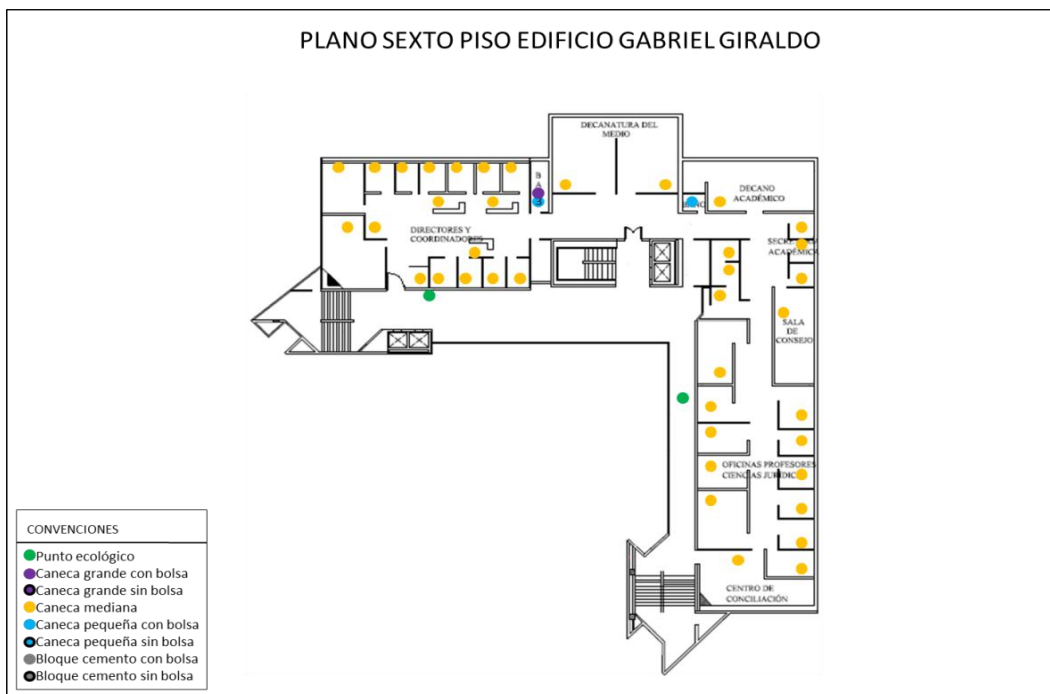 PLANO SEXTO PISO EDIFICIO GABRIEL GIRALDO
DECANATURA DEL
MEDIO
DECANO
ACADÉMICO
DIRECTORES Y
COORDINADORES
ACADÉMICA
SALA
DE
CONSEJO
OFICINAS PROFESORES
CIENCIAS
CENTRO DE
CONCILIACIÓN
CONVENCIONES
Punto ecológico
Caneca grande con bolsa
Caneca grande sin bolsa
Caneca mediana
Caneca pequeña con bolsa
Caneca pequeña sin bolsa
Bloque cemento con bolsa
Bloque cemento sin bolsa